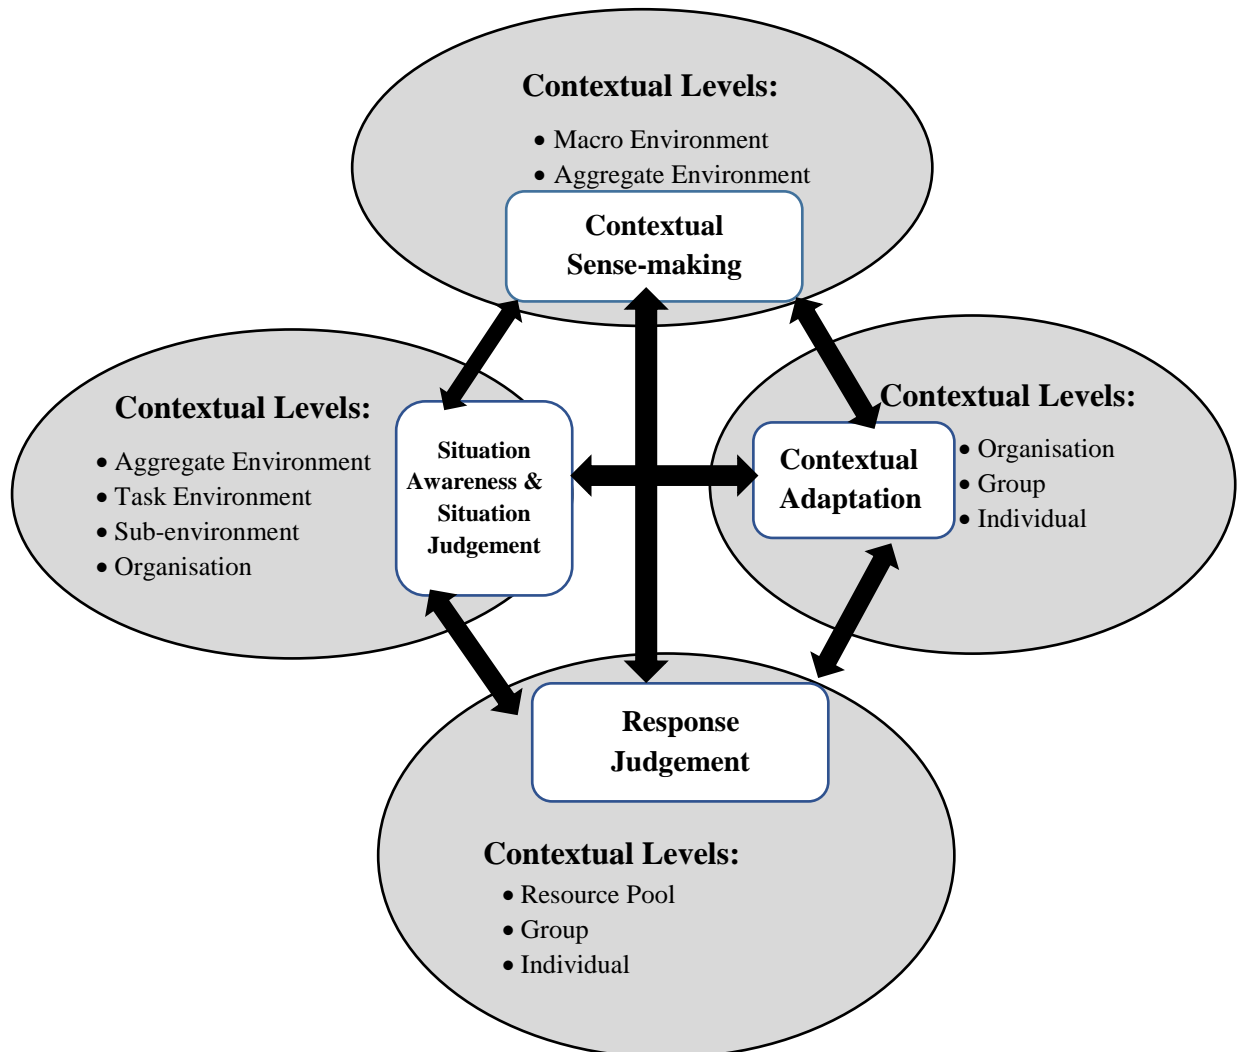 Contextual Levels:
• Macro Environment
• Aggregate Environment
Contextual
Sense-making
Contextual Levels:
• Aggregate Environment
• Task Environment
• Sub-environment
• Organisation
Situation
Awareness &
Situation
Judgement
Contextual Levels:
• Organisation
• Group
• Individual
Contextual
Adaptation
Response
Judgement
Contextual Levels:
• Resource Pool
• Group
• Individual